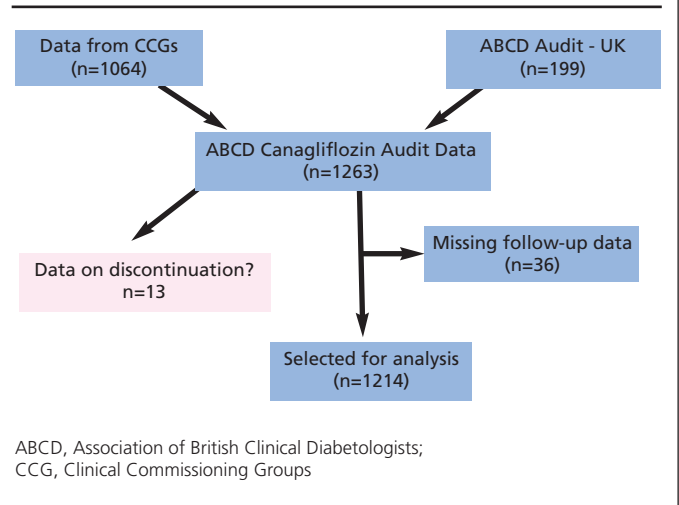 Data from CCGs
(n=1064)
ABCD Audit - UK
(n=199)
ABCD Canagliflozin Audit Data
(n=1263)
Missing follow-up data
(n=36)
Data on discontinuation?
n=13
Selected for analysis
(n=1214)
ABCD, Association of British Clinical Diabetologists;
CCG, Clinical Commissioning Groups